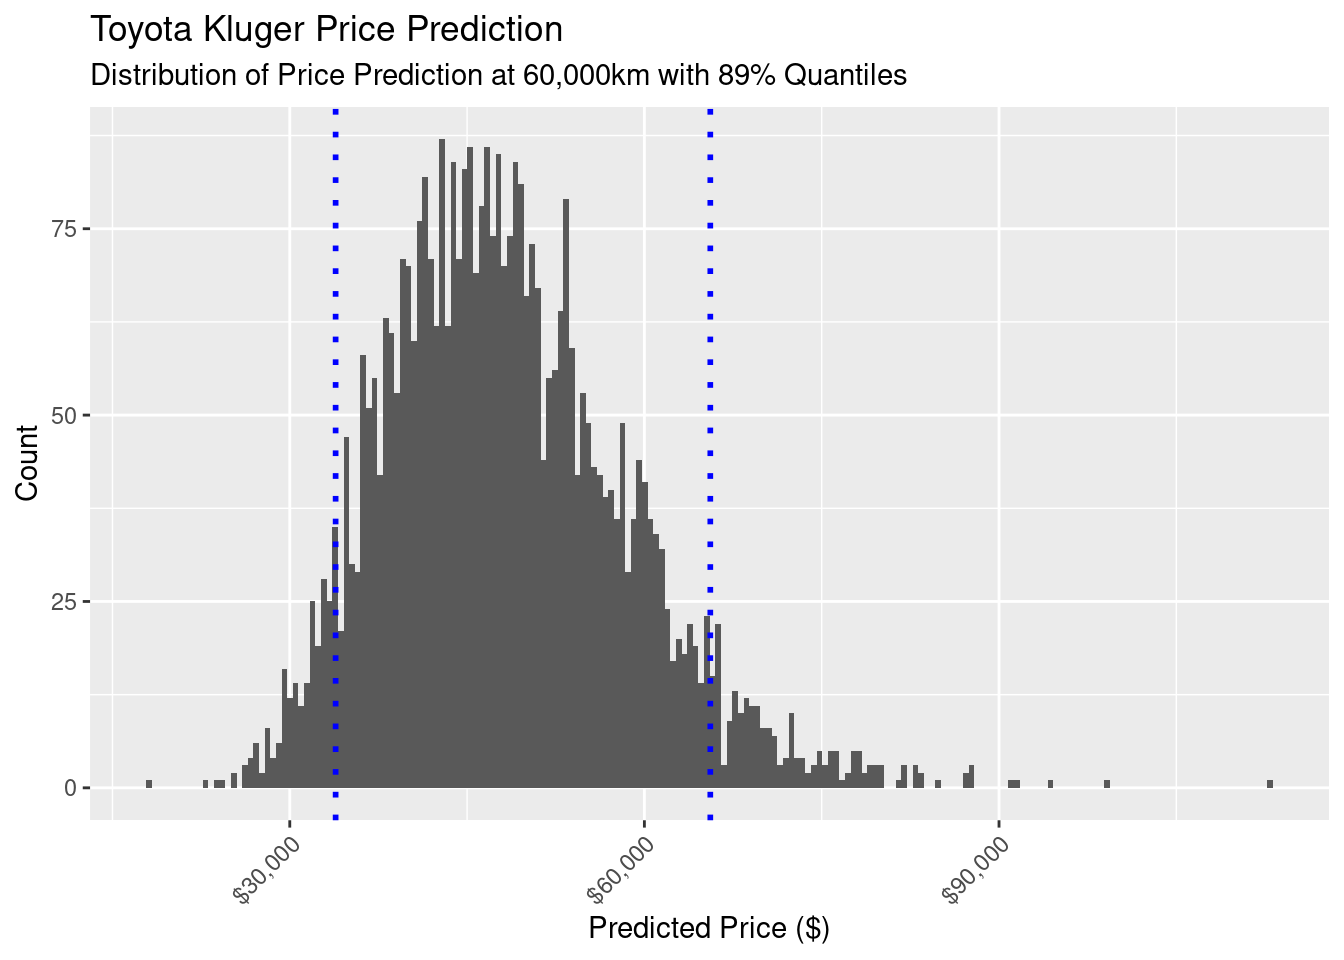 Toyota Kluger Price Prediction
Distribution of Price Prediction at 60,000km with 89% Quantiles
Count
75
50
25
0
$30,000
$60,000
$90,000
Predicted Price ($)